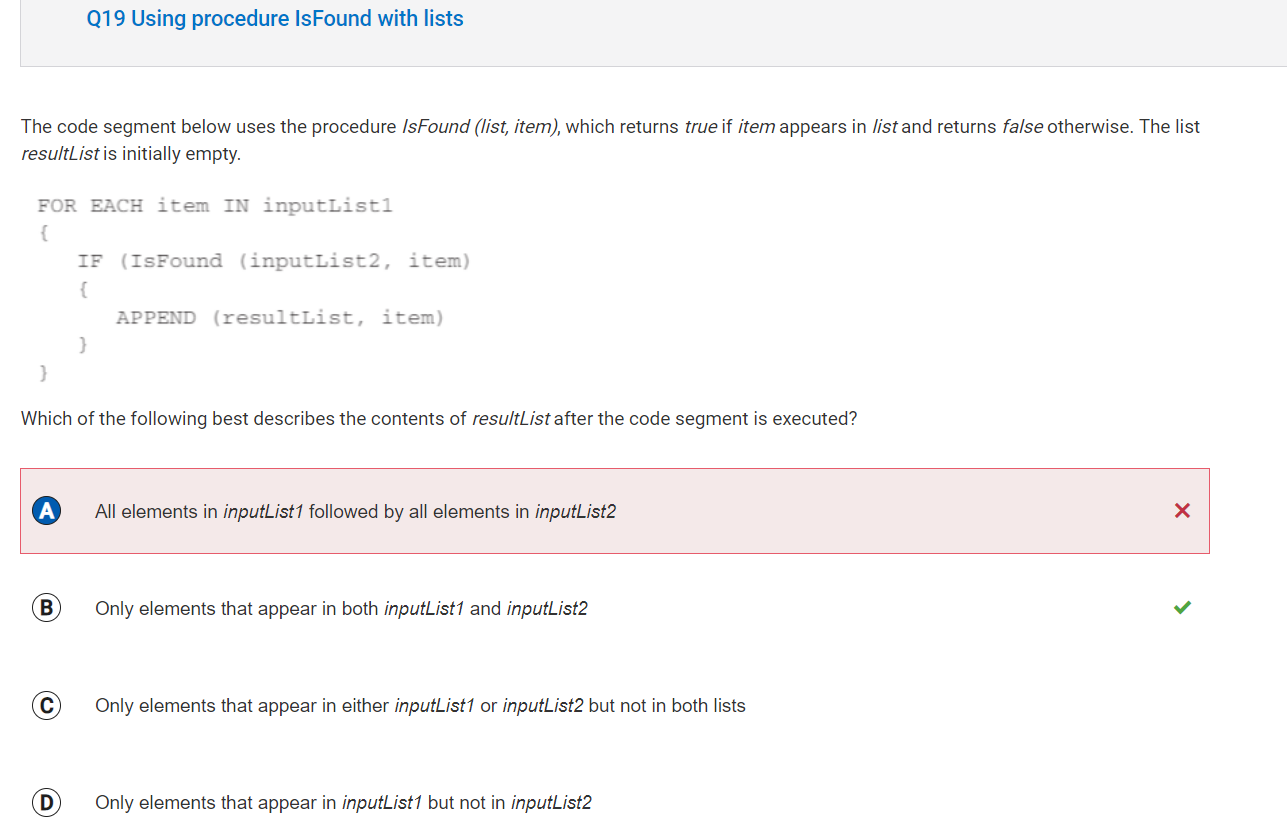 Q19 Using procedure IsFound with lists
The code segment below uses the procedure IsFound (list, item), which returns true if item appears in list and returns false otherwise. The list
resultList is initially empty.
FOR EACH item IN inputList1
{
IF (IsFound (inputList2, item)
{
APPEND (resultList, item)
}
}
Which of the following best describes the contents of resultList after the code segment is executed?
A All elements in inputList1 followed by all elements in inputList2
B Only elements that appear in both inputList1 and inputList2
C Only elements that appear in either inputList1 or inputList2 but not in both lists
D Only elements that appear in inputList1 but not in inputList2